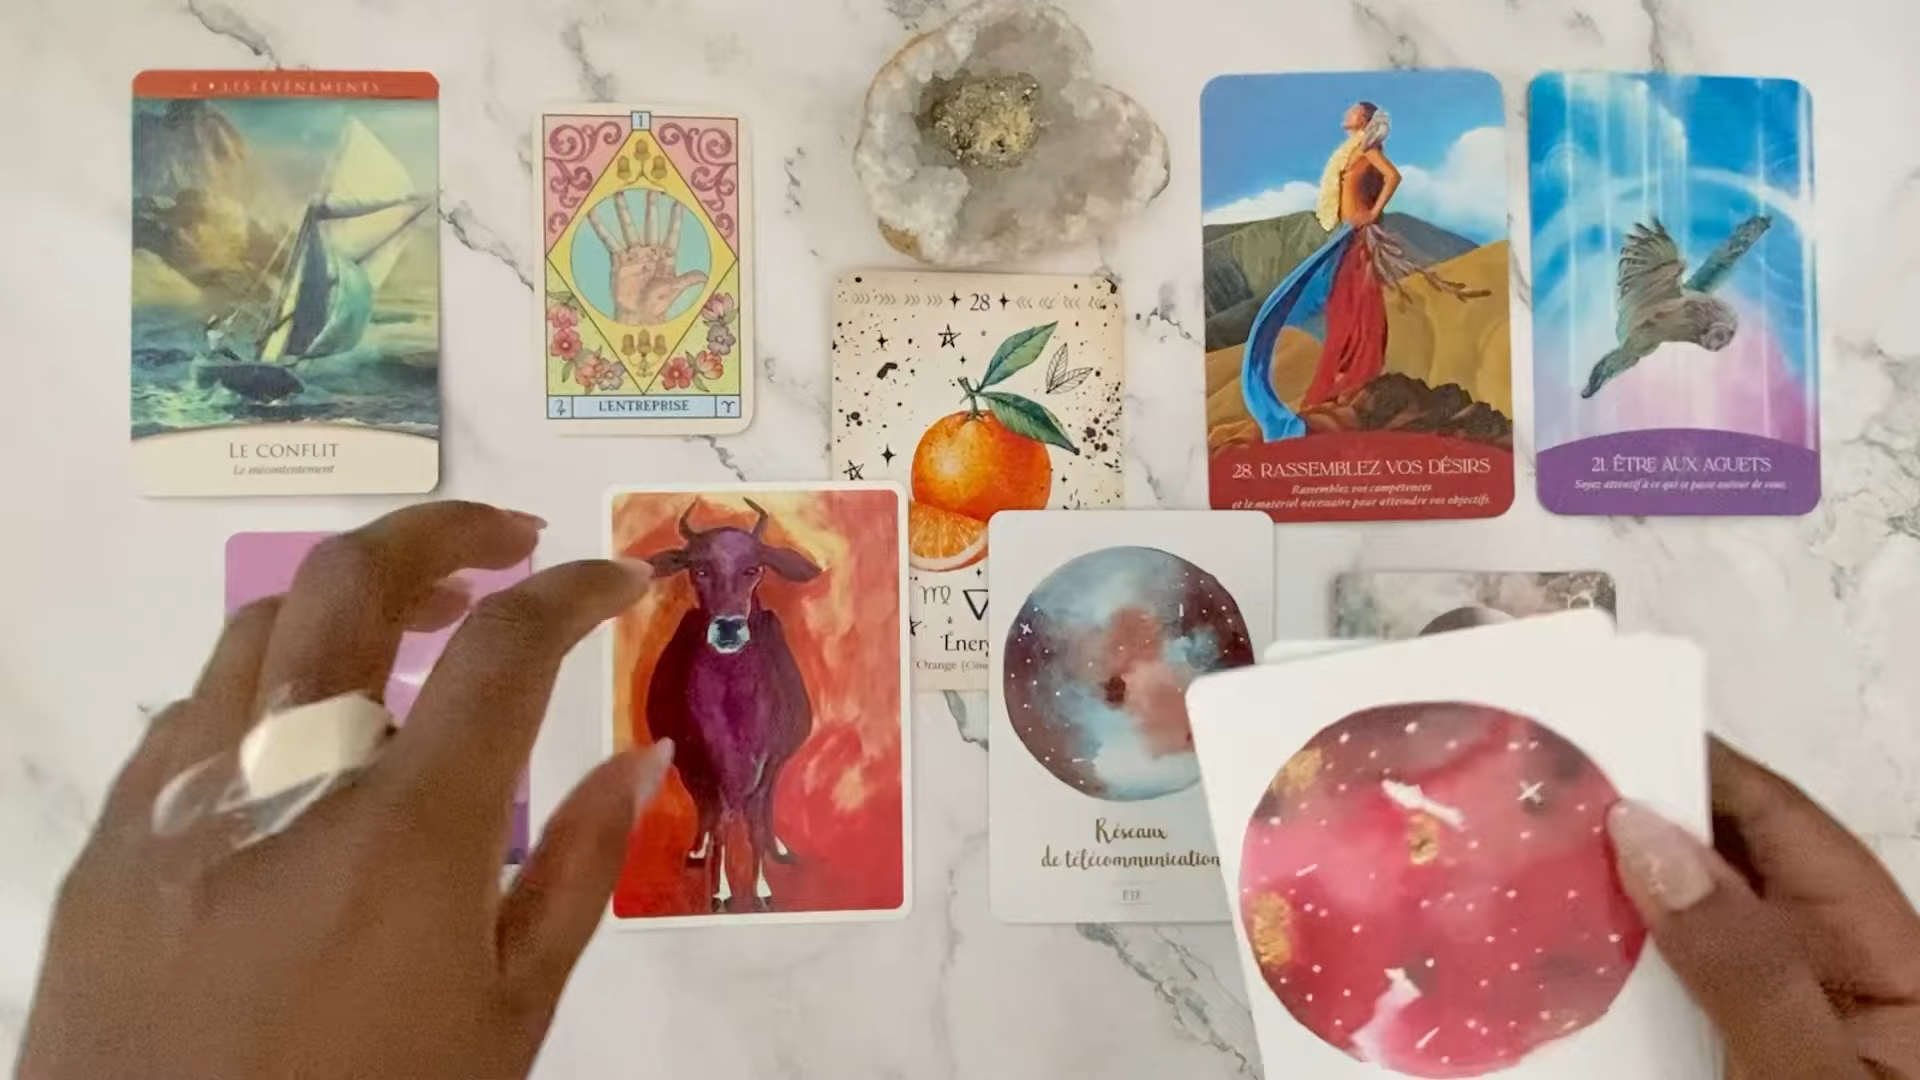 4 • LES ÉVÉNEMENTS
LE CONFLIT
Le mécontentement
1
L'ENTREPRISE
28
Orange
28. RASSEMBLEZ VOS DÉSIRS
Rassemblez vos compétences
et le matériel nécessaire pour atteindre vos objectifs.
21. ÊTRE AUX AGUETS
Soyez attentif à ce qui se passe autour de vous.
Réseaux
de télécommunication